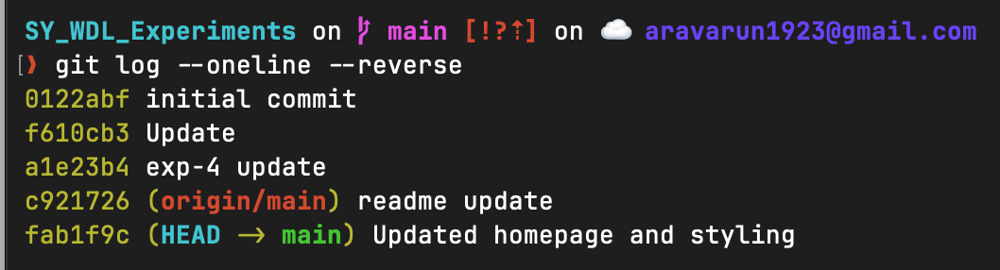 SY_WDL_Experiments on main [!?⇡] on ☁️ aravarun1923@gmail.com
[❱ git log --oneline --reverse
0122abf initial commit
f610cb3 Update
a1e23b4 exp-4 update
c921726 (origin/main) readme update
fab1f9c (HEAD -> main) Updated homepage and styling